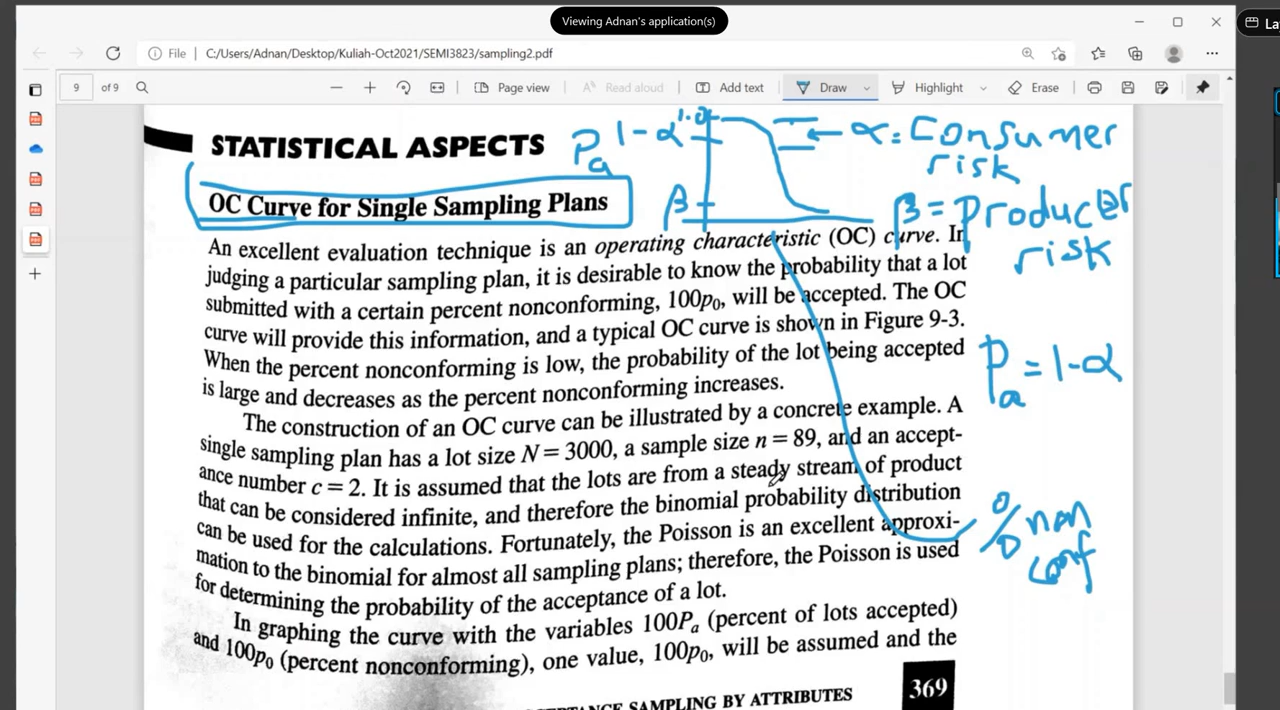 Viewing Adnan's application(s)
La
File | C:/Users/Adnan/Desktop/Kuliah-Oct2021/SEMI3823/sampling2.pdf
9 of 9 Page view Read aloud Add text Draw Highlight Erase
STATISTICAL ASPECTS
Pa 1-α 1.0 α = Consumer
risk
β β = Producer
risk
OC Curve for Single Sampling Plans
An excellent evaluation technique is an operating characteristic (OC) curve. In
judging a particular sampling plan, it is desirable to know the probability that a lot
submitted with a certain percent nonconforming, 100p₀, will be accepted. The OC
curve will provide this information, and a typical OC curve is shown in Figure 9-3.
When the percent nonconforming is low, the probability of the lot being accepted
is large and decreases as the percent nonconforming increases.
Pa = 1-α
The construction of an OC curve can be illustrated by a concrete example. A
single sampling plan has a lot size N = 3000, a sample size n = 89, and an accept-
ance number c = 2. It is assumed that the lots are from a steady stream of product
that can be considered infinite, and therefore the binomial probability distribution
can be used for the calculations. Fortunately, the Poisson is an excellent approxi-
mation to the binomial for almost all sampling plans; therefore, the Poisson is used
for determining the probability of the acceptance of a lot.
% non
conf
In graphing the curve with the variables 100Pₐ (percent of lots accepted)
and 100p₀ (percent nonconforming), one value, 100p₀, will be assumed and the
SAMPLING BY ATTRIBUTES 369